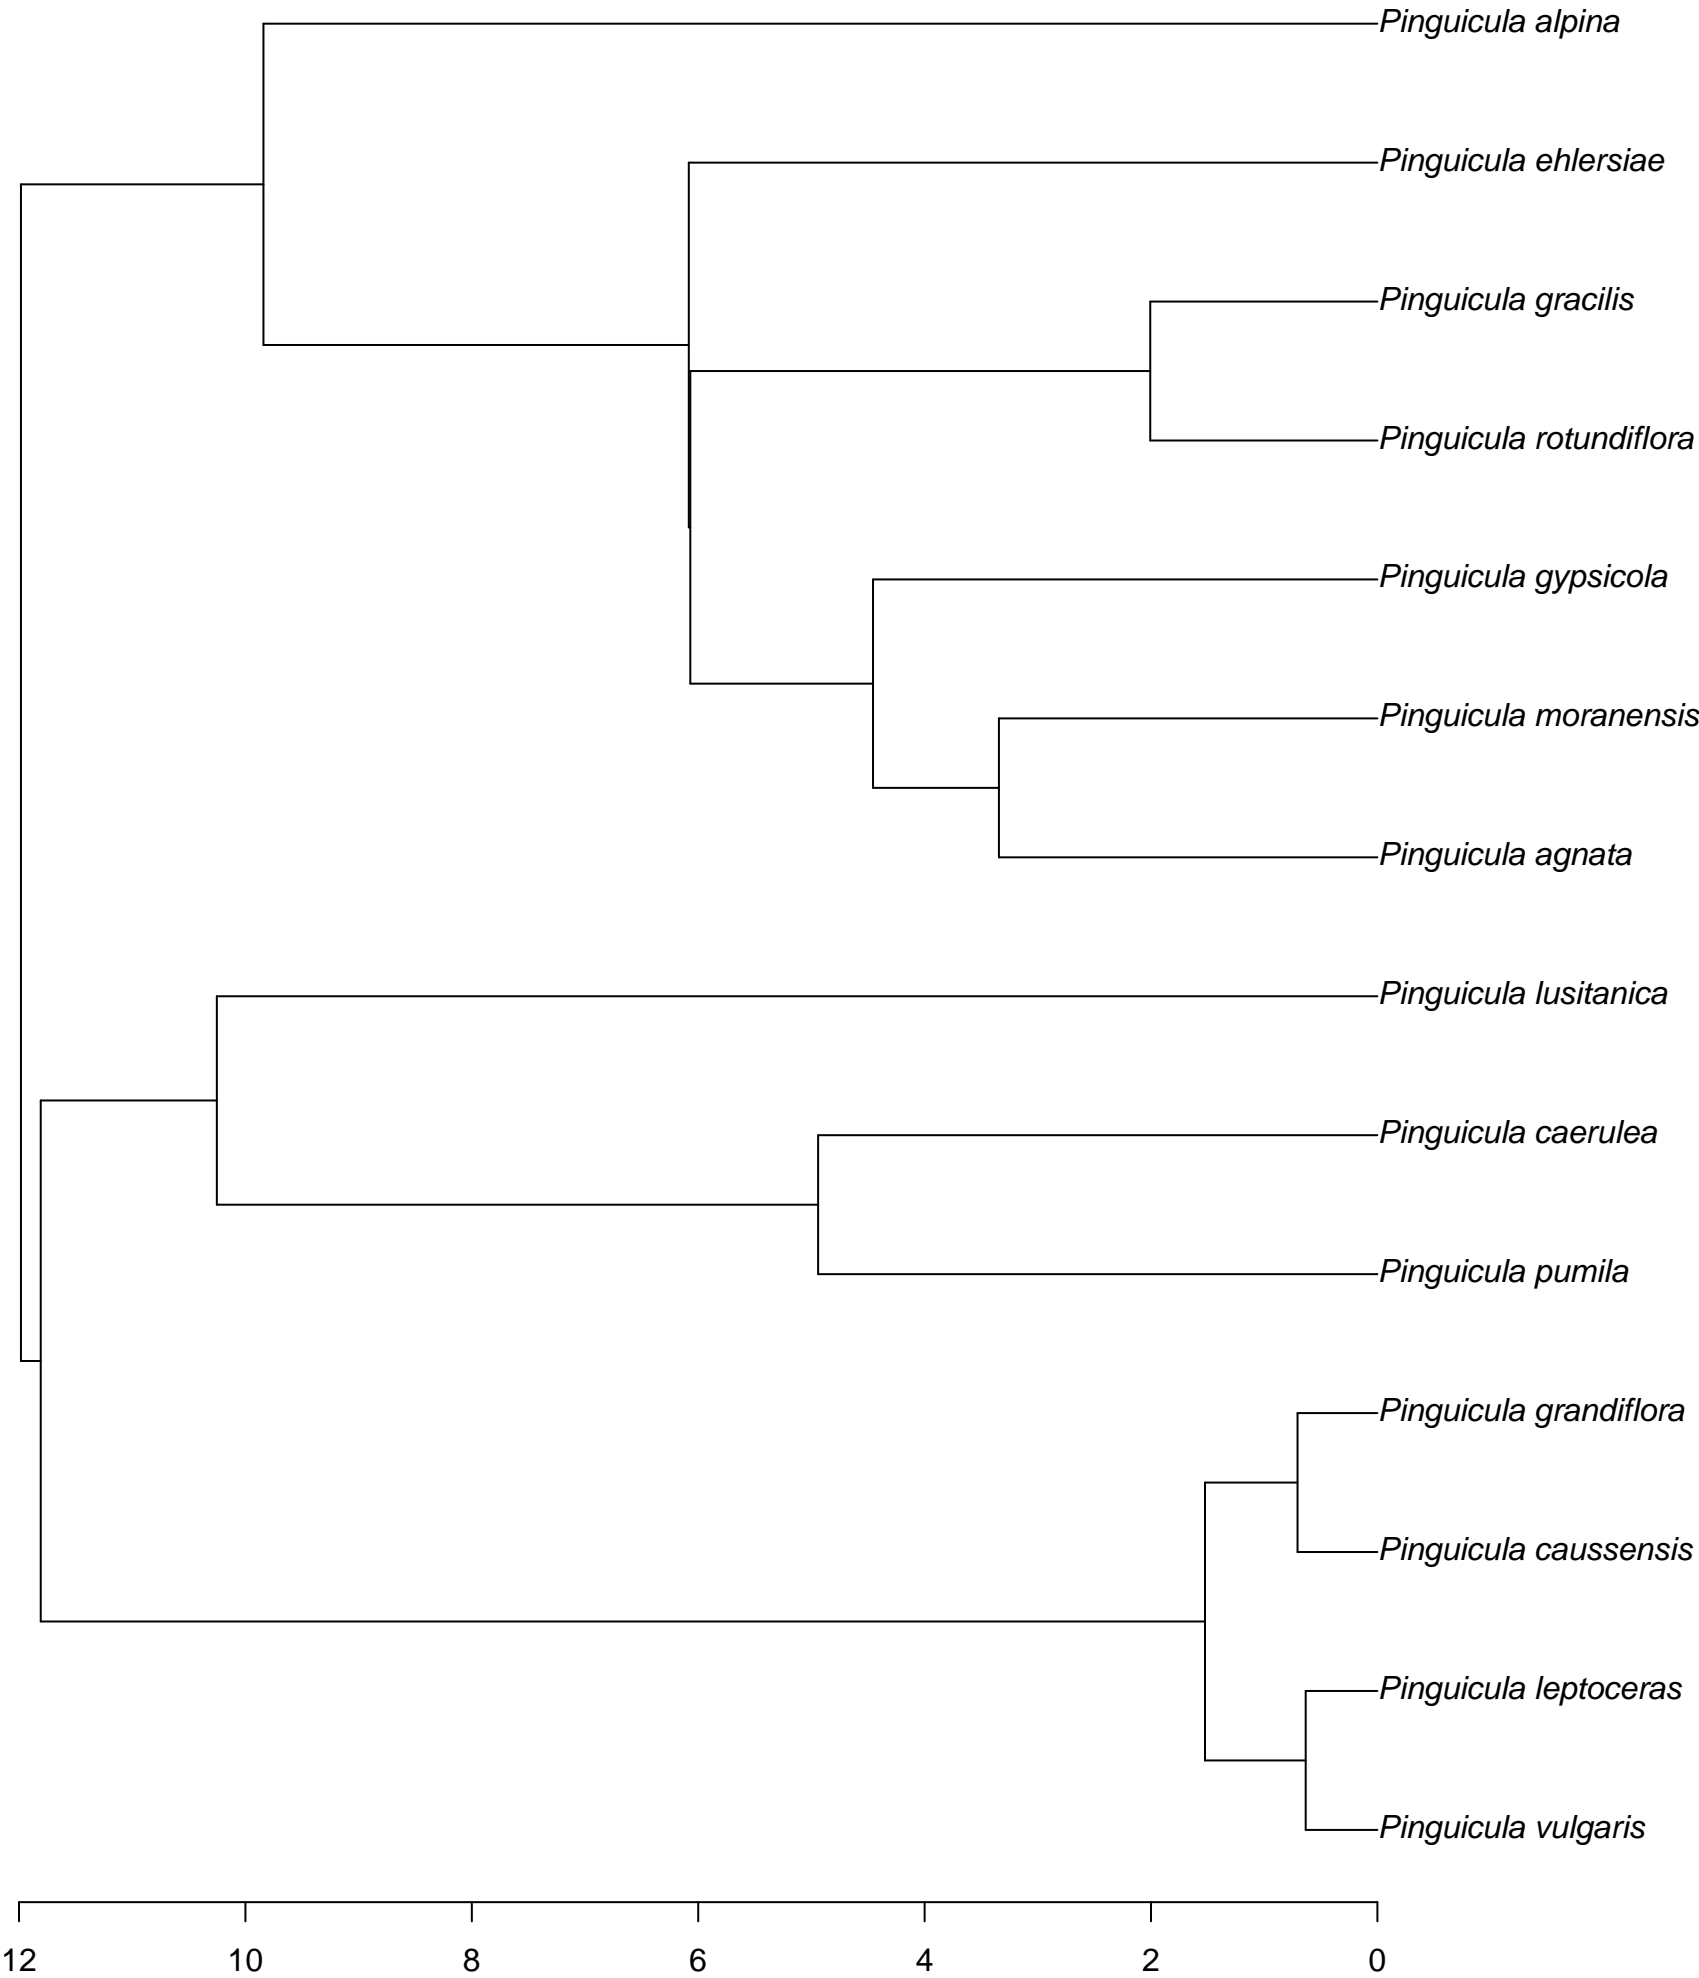 Pinguicula alpina
Pinguicula ehlersiae
Pinguicula gracilis
Pinguicula rotundiflora
Pinguicula gypsicola
Pinguicula moranensis
Pinguicula agnata
Pinguicula lusitanica
Pinguicula caerulea
Pinguicula pumila
Pinguicula grandiflora
Pinguicula caussensis
Pinguicula leptoceras
Pinguicula vulgaris
12 10 8 6 4 2 0